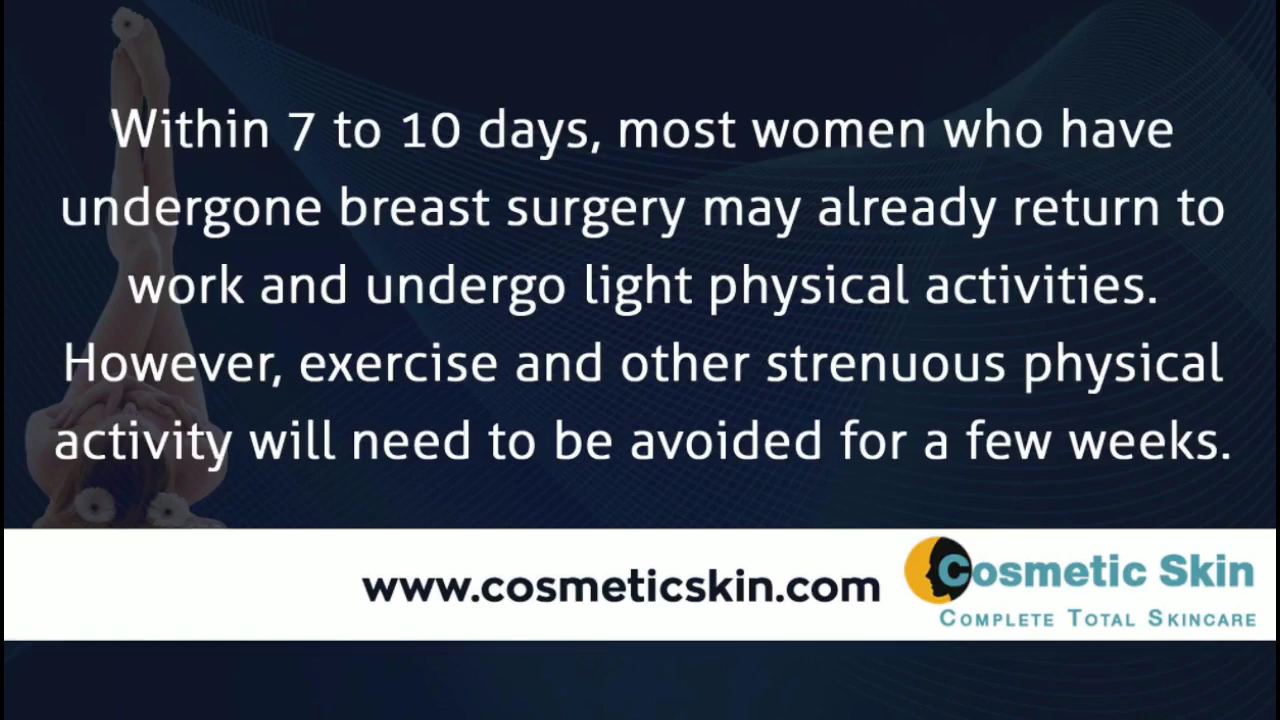 Within 7 to 10 days, most women who have
undergone breast surgery may already return to
work and undergo light physical activities.
However, exercise and other strenuous physical
activity will need to be avoided for a few weeks.
www.cosmeticskin.com
Cosmetic Skin
COMPLETE TOTAL SKINCARE